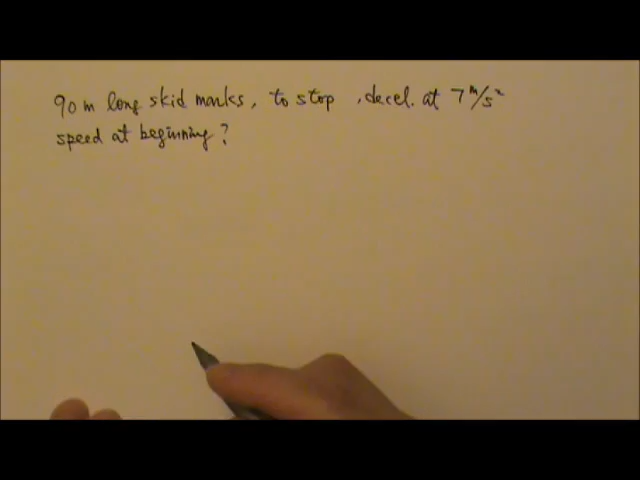 90 m long skid marks, to stop, decel. at 7 m/s²
speed at beginning?